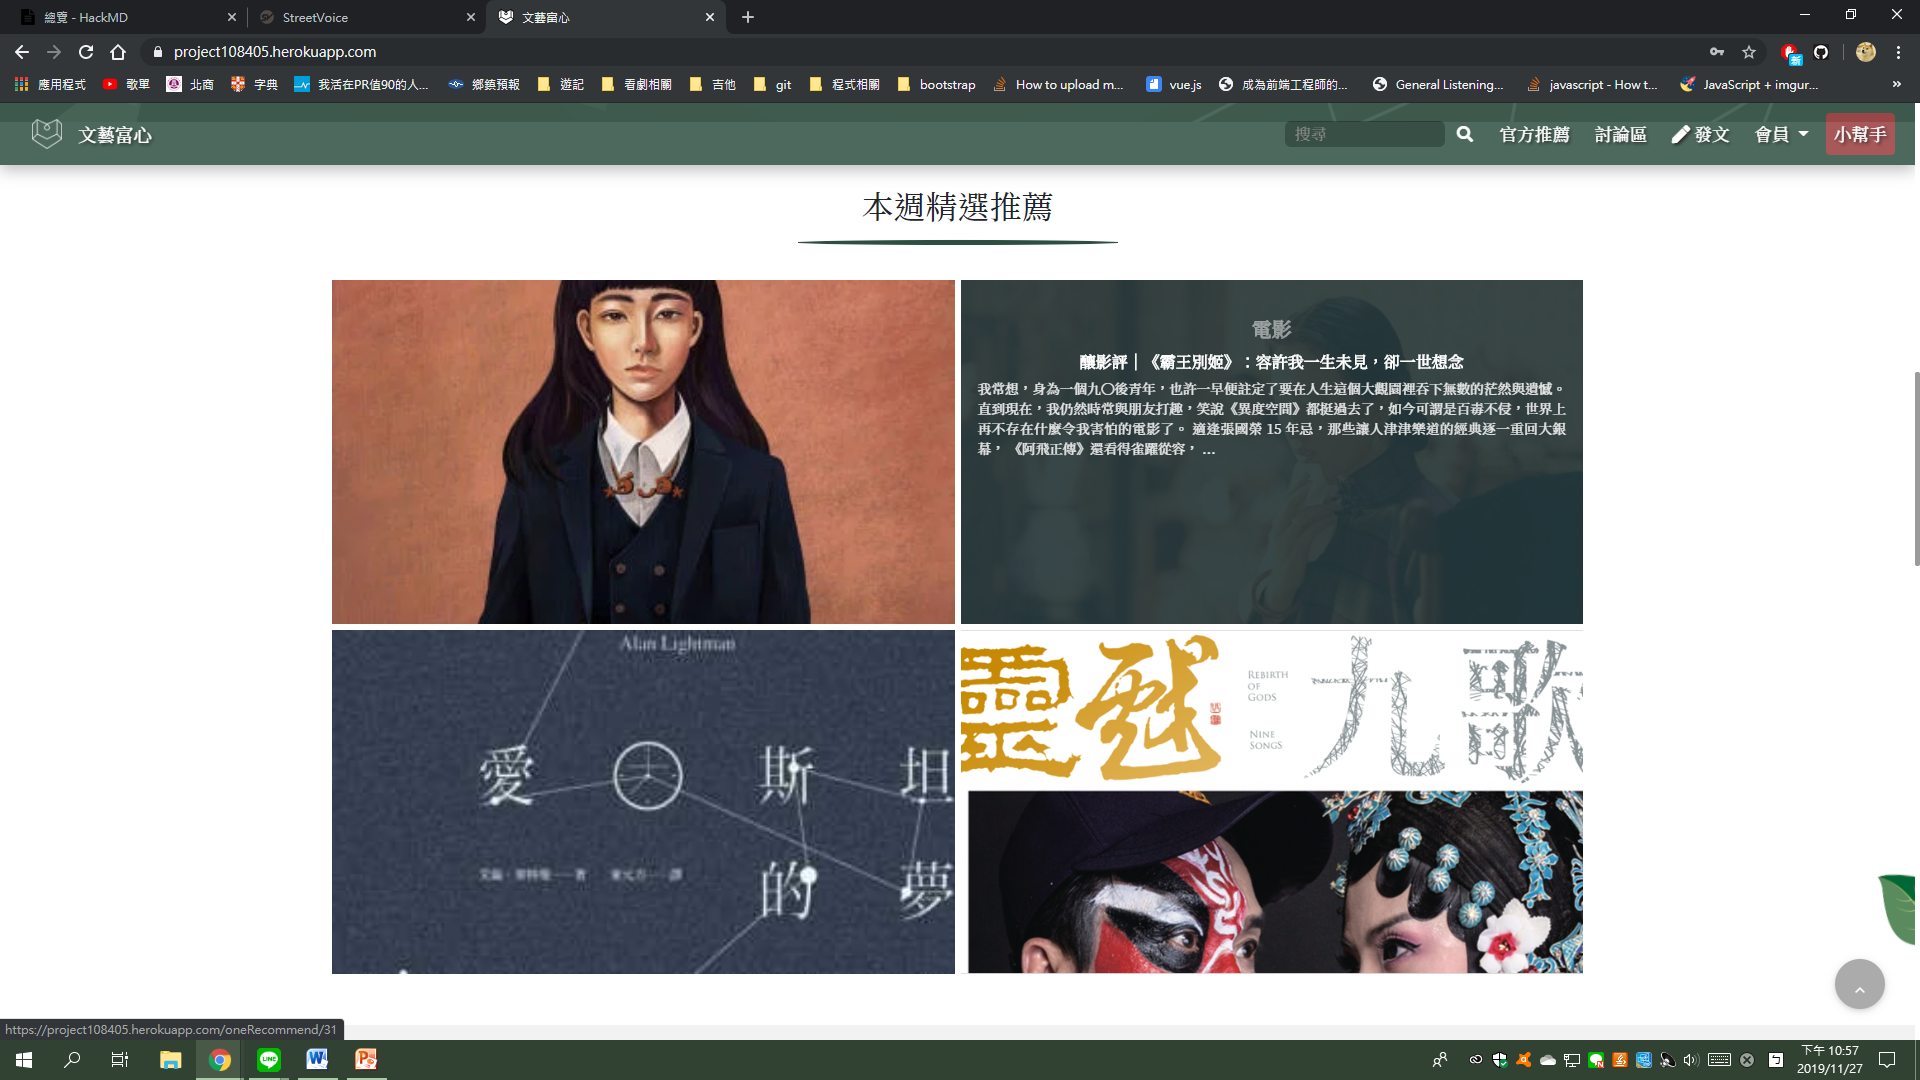 總覽 - HackMD
StreetVoice
文藝富心
project108405.herokuapp.com
應用程式
歌單
北商
字典
我活在PR值90的人...
鄉鎮預報
遊記
看劇相關
吉他
git
程式相關
bootstrap
How to upload m...
vue.js
成為前端工程師的...
General Listening...
javascript - How t...
JavaScript + imgur...
新
文藝富心
搜尋
官方推薦
討論區
發文
會員
小幫手
本週精選推薦
電影
釀影評｜《霸王別姬》：容許我一生未見，卻一世想念
我常想，身為一個九〇後青年，也許一早便註定了要在人生這個大觀園裡吞下無數的茫然與遺憾。
直到現在，我仍然時常與朋友打趣，笑說《異度空間》都挺過去了，如今可謂是百毒不侵，世界上
再不存在什麼令我害怕的電影了。 適逢張國榮 15 年忌，那些讓人津津樂道的經典逐一重回大銀
幕， 《阿飛正傳》還看得雀躍從容， ...
Alan Lightman
愛 斯 坦
的 夢
靈 魃
REBIRTH
OF
GODS
NINE
SONGS
九歌
https://project108405.herokuapp.com/oneRecommend/31
下午 10:57
2019/11/27